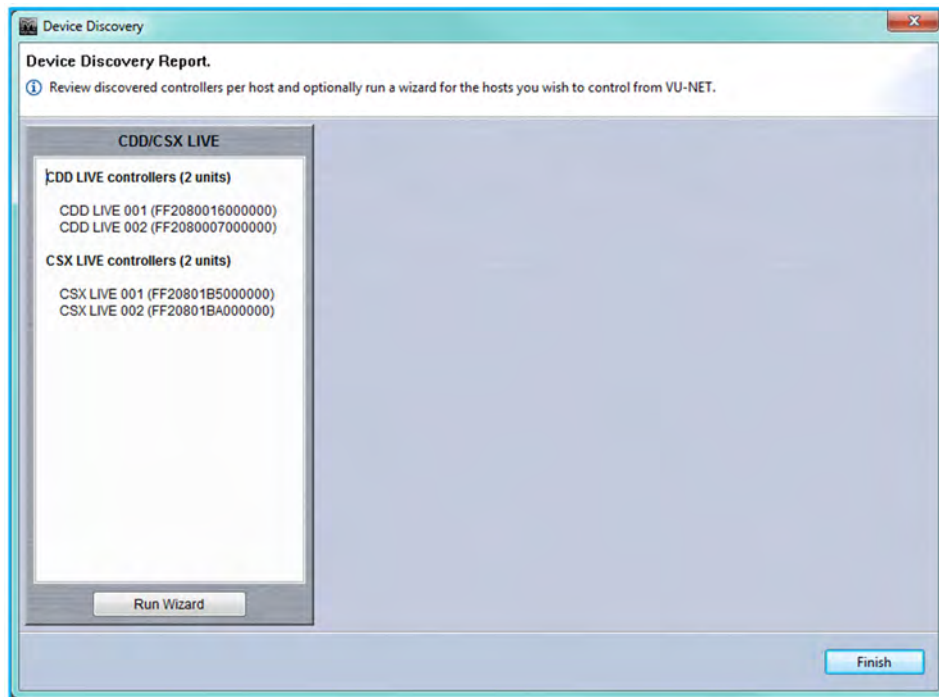 Device Discovery
Device Discovery Report.
Review discovered controllers per host and optionally run a wizard for the hosts you wish to control from VU-NET.
CDD/CSX LIVE
CDD LIVE controllers (2 units)
CDD LIVE 001 (FF2080016000000)
CDD LIVE 002 (FF2080007000000)
CSX LIVE controllers (2 units)
CSX LIVE 001 (FF20801B5000000)
CSX LIVE 002 (FF20801BA000000)
Run Wizard
Finish